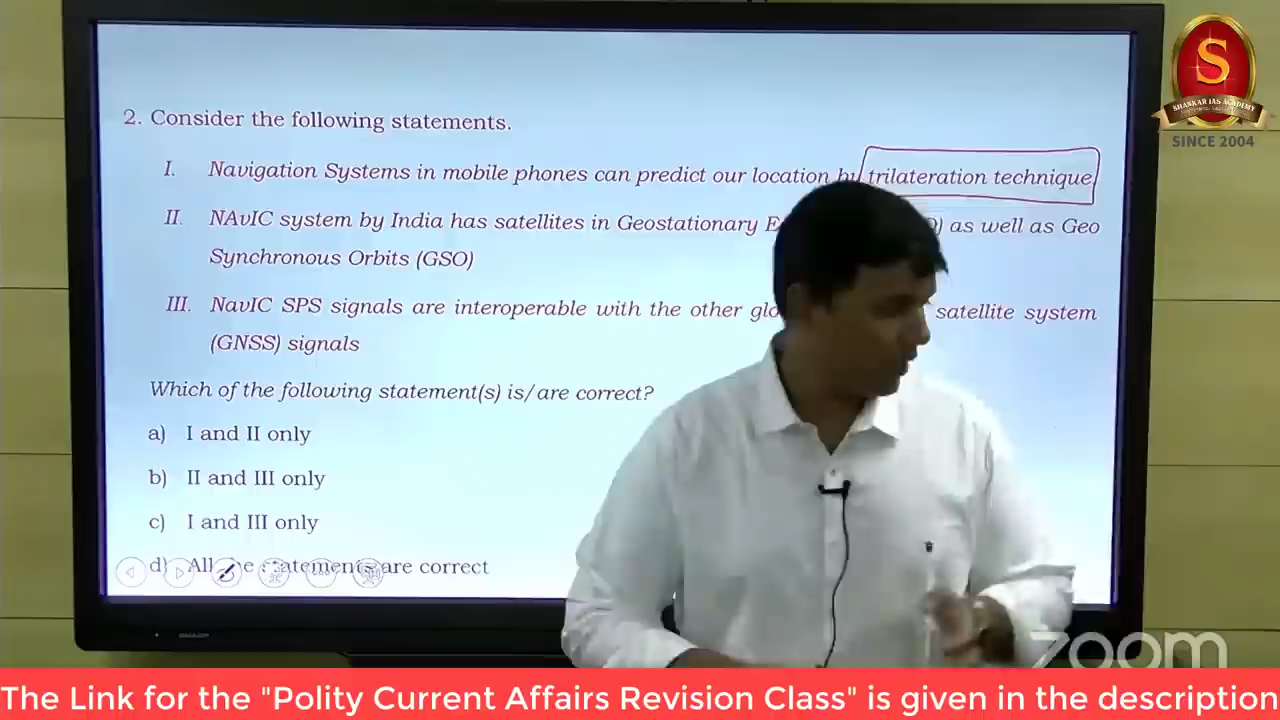 2. Consider the following statements.
I. Navigation Systems in mobile phones can predict our location by trilateration technique
II. NAvIC system by India has satellites in Geostationary as well as Geo
Synchronous Orbits (GSO)
III. NavIC SPS signals are interoperable with the other satellite system
(GNSS) signals
Which of the following statement(s) is/are correct?
a) I and II only
b) II and III only
c) I and III only
d) All statements are correct
S
SHANKAR IAS ACADEMY
SINCE 2004
zoom
The Link for the "Polity Current Affairs Revision Class" is given in the description